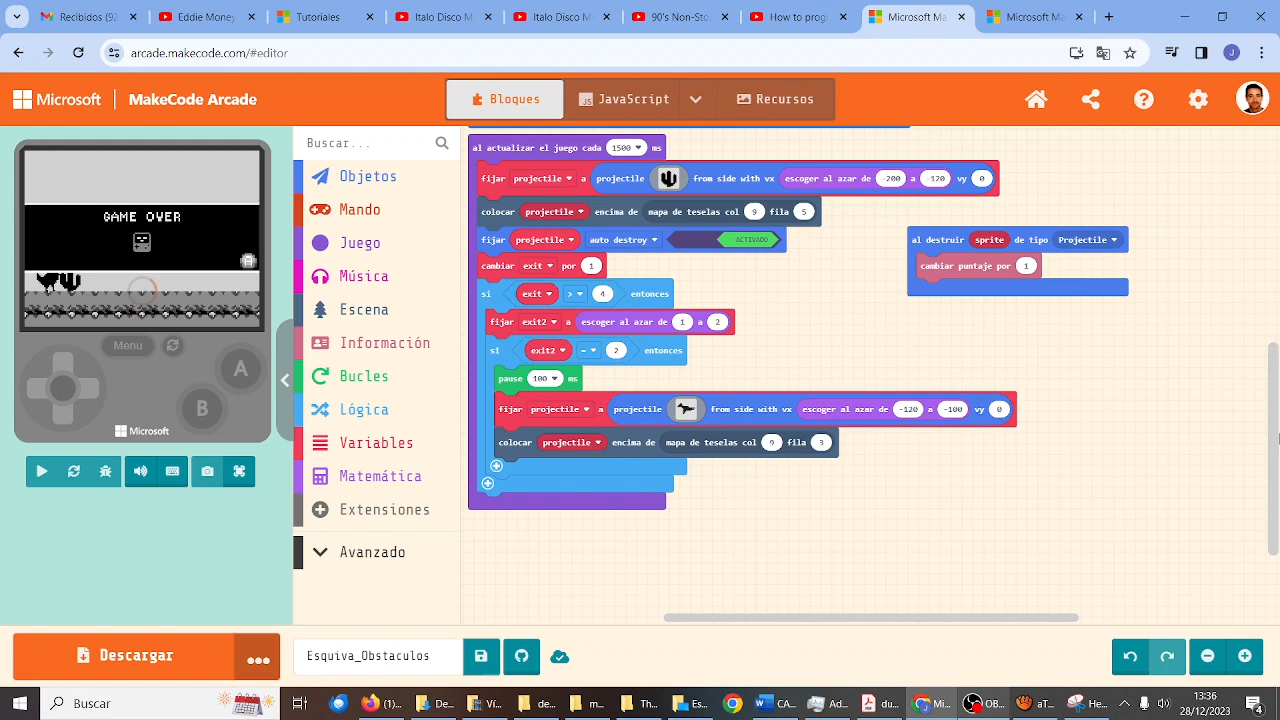 Recibidos (92
Eddie Money
Tutoriales
Italo Disco M
Italo Disco Mi
90's Non-Sto
How to progr
Microsoft Ma
Microsoft Ma
arcade.makecode.com/#editor
J
Microsoft
MakeCode Arcade
Bloques
JavaScript
Recursos
GAME OVER
Menu
A
B
Microsoft
Buscar...
Objetos
Mando
Juego
Música
Escena
Información
Bucles
Lógica
Variables
Matemática
Extensiones
Avanzado
al actualizar el juego cada 1500 ms
fijar projectile a projectile from side with vx escoger al azar de -200 a -120 vy 0
colocar projectile encima de mapa de teselas col 9 fila 5
fijar projectile auto destroy ACTIVADO
cambiar exit por 1
si exit > 4 entonces
fijar exit2 a escoger al azar de 1 a 2
si exit2 = 2 entonces
pause 100 ms
fijar projectile a projectile from side with vx escoger al azar de -120 a -100 vy 0
colocar projectile encima de mapa de teselas col 9 fila 3
al destruir sprite de tipo Projectile
cambiar puntaje por 1
Descargar
Esquiva_Obstaculos
Buscar
(1)
De
Vi
b
m
Th
Es
CA
Ad
Mi
OB
aT
Hi
13:36
28/12/2023
4